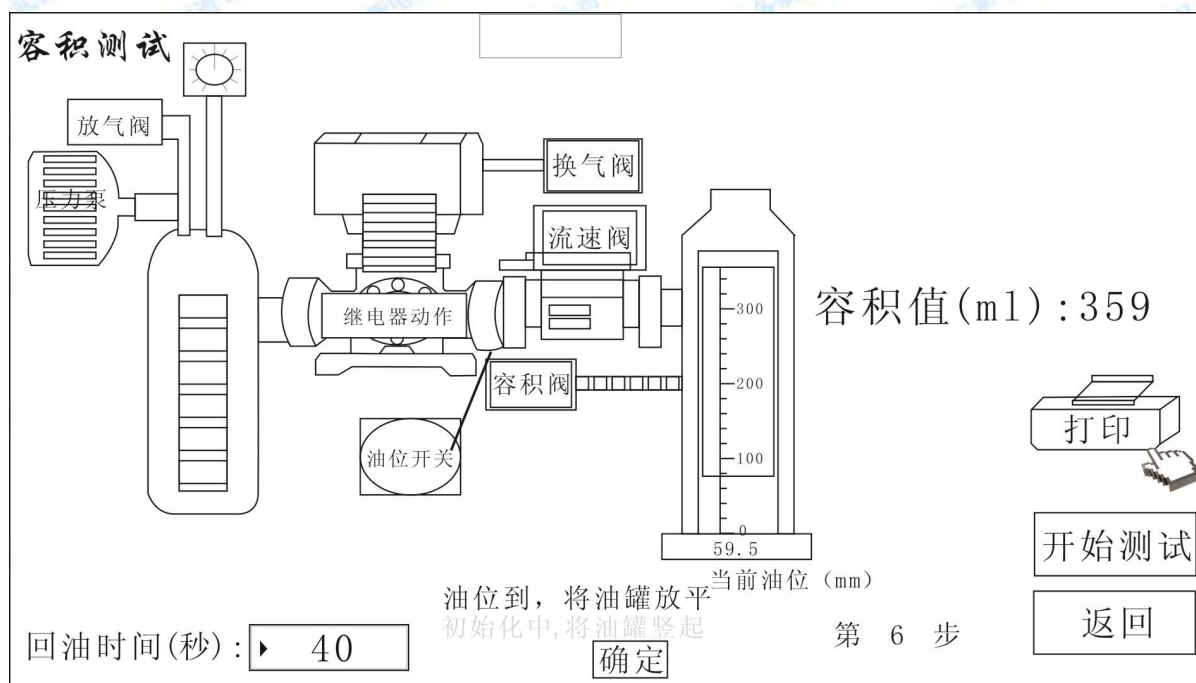 容积测试
放气阀
压力泵
换气阀
流速阀
继电器动作
容积阀
油位开关
300
200
100
0
59.5
当前油位（mm）
容积值(ml):359
打印
开始测试
返回
油位到，将油罐放平
初始化中,将油罐竖起
确定
第 6 步
回油时间(秒): 40